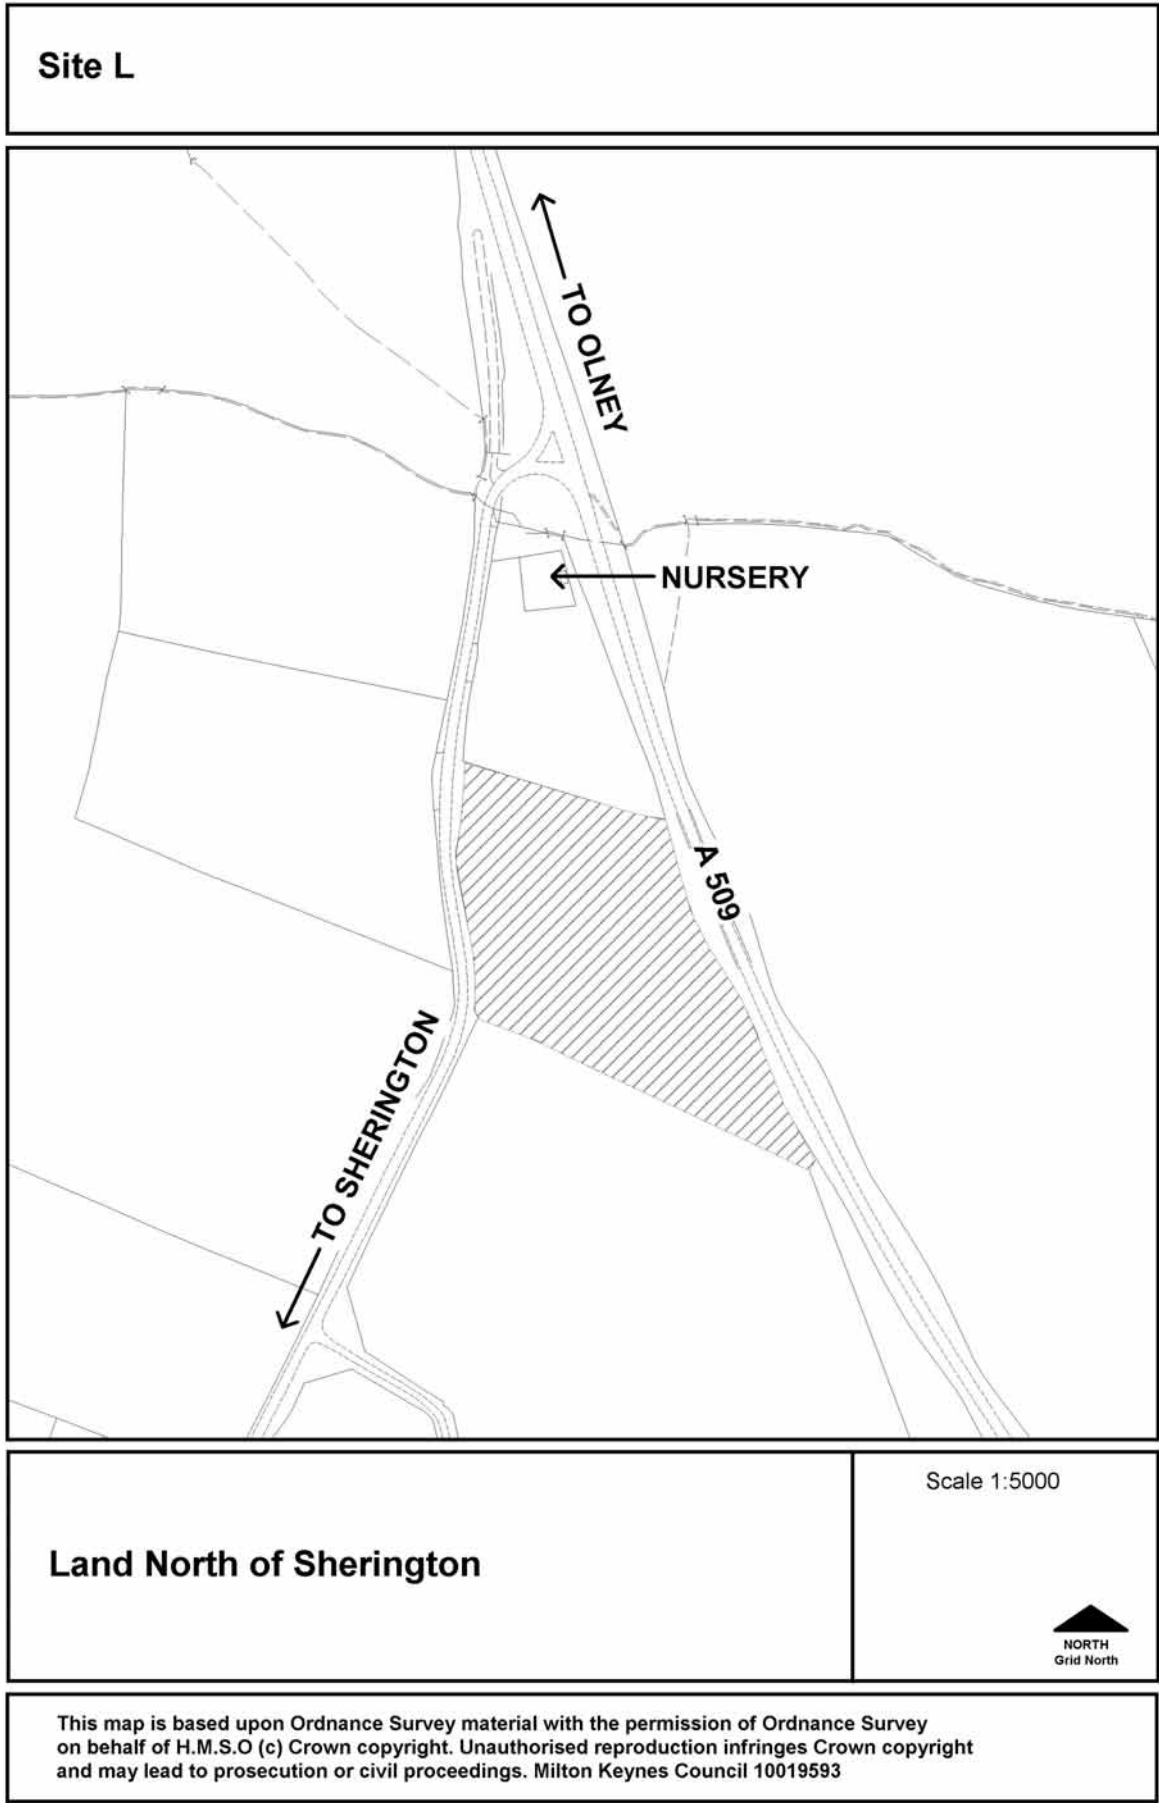 Site L
TO OLNEY
NURSERY
A 509
TO SHERINGTON
Land North of Sherington
Scale 1:5000
NORTH
Grid North
This map is based upon Ordnance Survey material with the permission of Ordnance Survey
on behalf of H.M.S.O (c) Crown copyright. Unauthorised reproduction infringes Crown copyright
and may lead to prosecution or civil proceedings. Milton Keynes Council 10019593